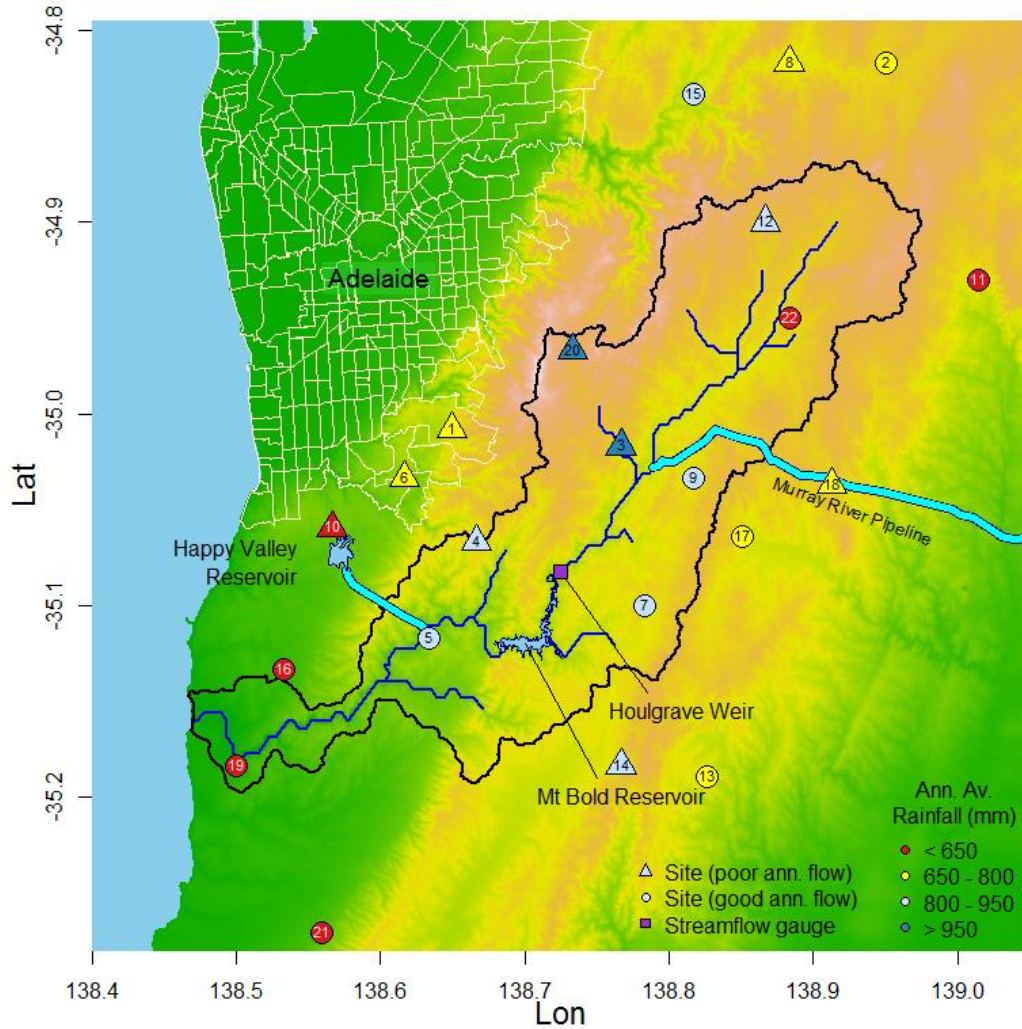 -34.8
8
2
15
-34.9
12
Adelaide
11
22
20
-35.0
1
3
6
9
18
Murray River Pipeline
10
4
17
Happy Valley
Reservoir
-35.1
7
5
16
Houlgrave Weir
19
14
13
Mt Bold Reservoir
-35.2
Ann. Av.
Rainfall (mm)
< 650
Site (poor ann. flow)
650 - 800
Site (good ann. flow)
800 - 950
Streamflow gauge
> 950
21
138.4
138.5
138.6
138.7
138.8
138.9
139.0
Lat
Lon